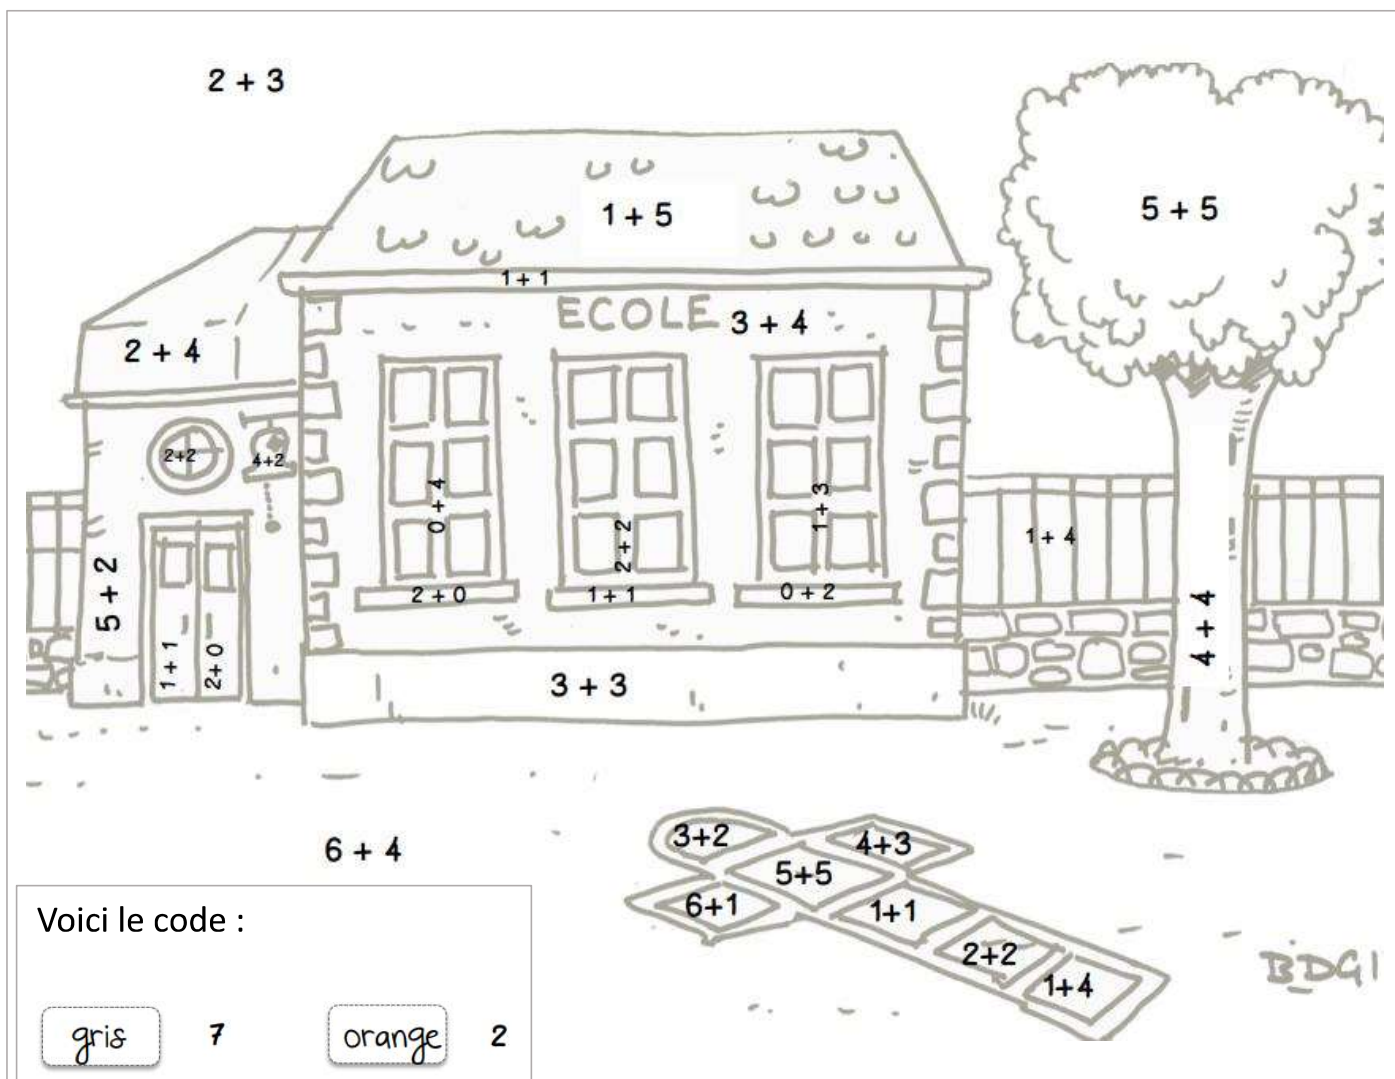 2 + 3
5 + 5
1 + 5
1 + 1
ECOLE
3 + 4
2 + 4
2+2
4+2
0 + 4
2 + 2
1 + 3
1 + 4
5 + 2
2 + 0
1 + 1
0 + 2
4 + 4
1 + 1
2+0
3 + 3
6 + 4
3+2
4+3
5+5
6+1
1+1
2+2
1+4
BDGI
Voici le code :
gris 7 orange 2